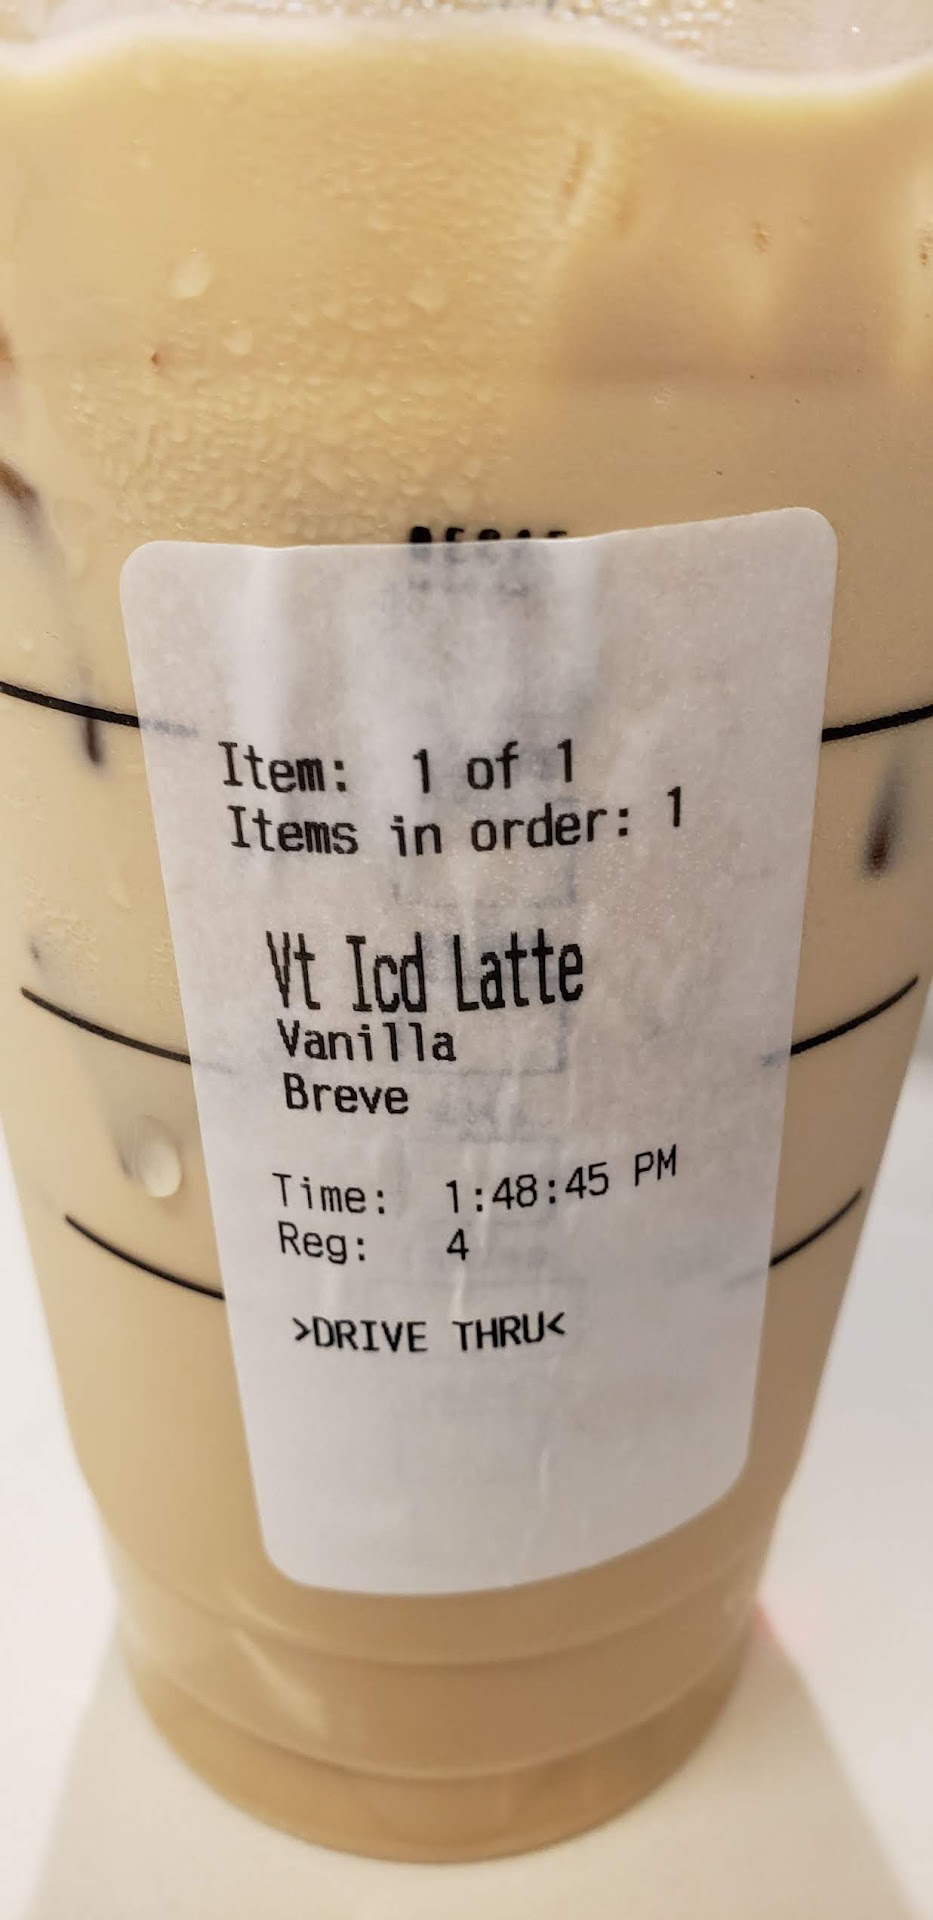 DECAF
Item: 1 of 1
Items in order: 1
Vt Icd Latte
Vanilla
Breve
Time: 1:48:45 PM
Reg: 4
>DRIVE THRU<